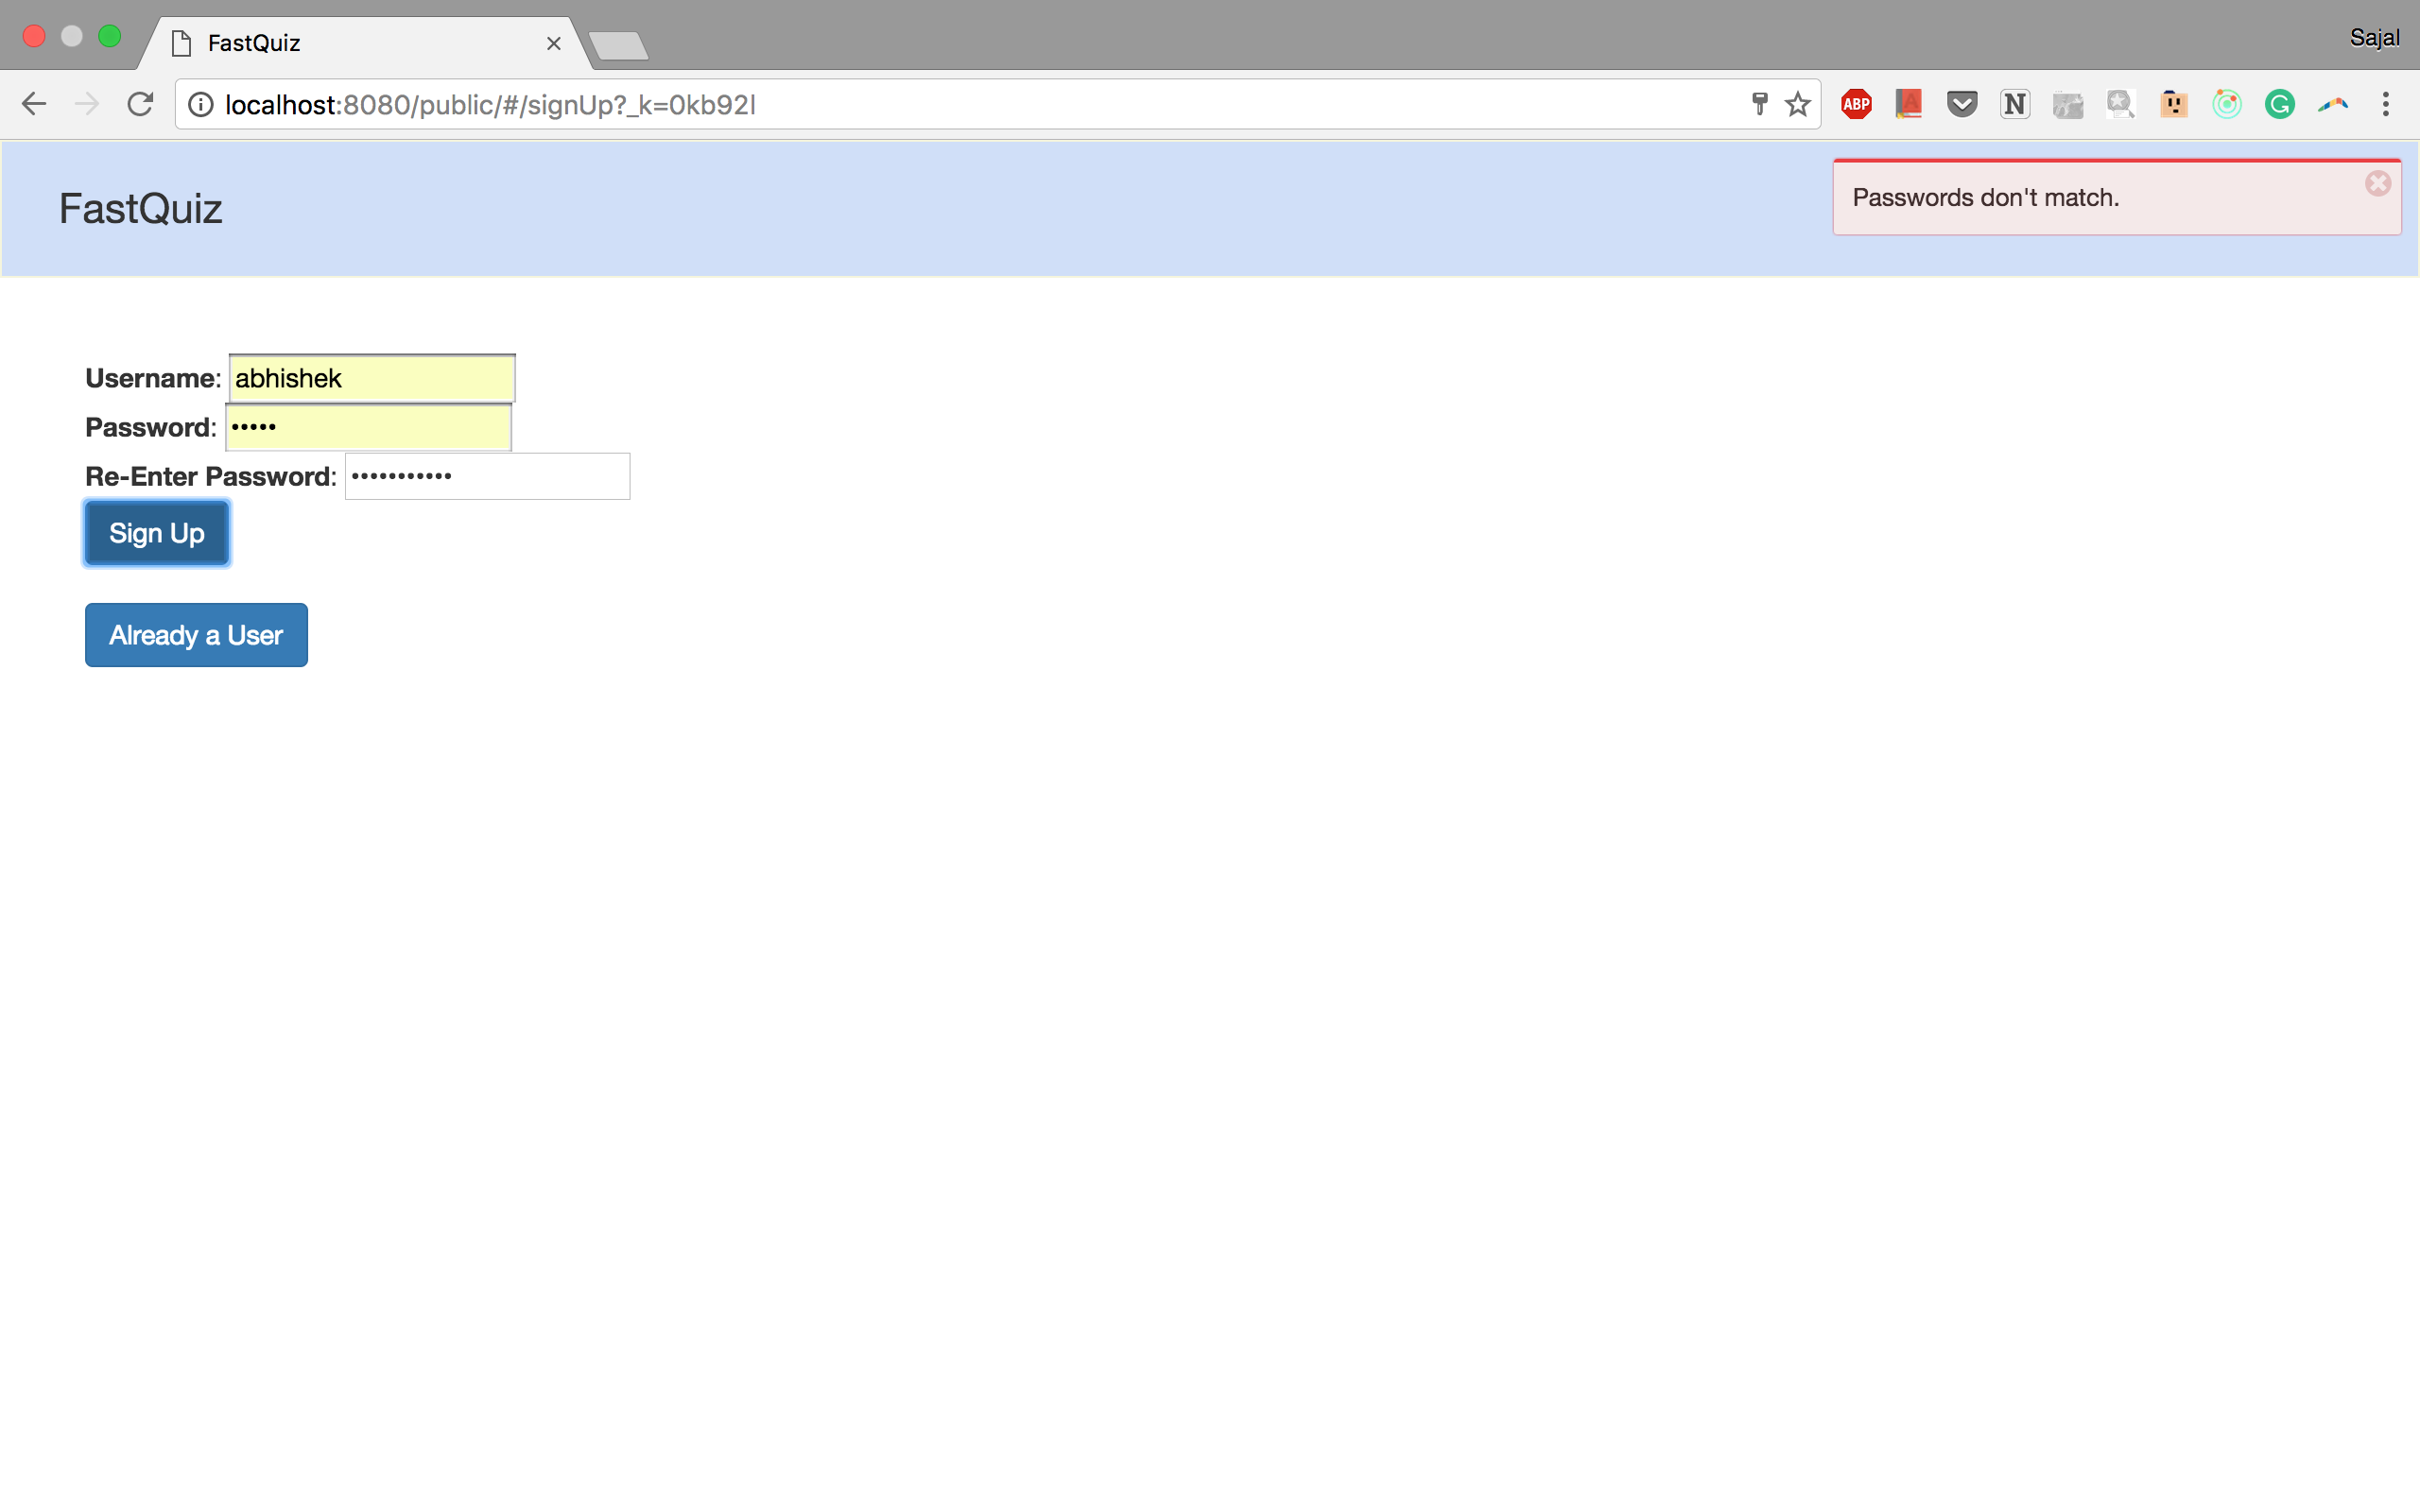 FastQuiz
Sajal
localhost:8080/public/#/signUp?_k=0kb92l
ABP
N
FastQuiz
Passwords don't match.
Username: abhishek
Password: •••••
Re-Enter Password: •••••••••••
Sign Up
Already a User